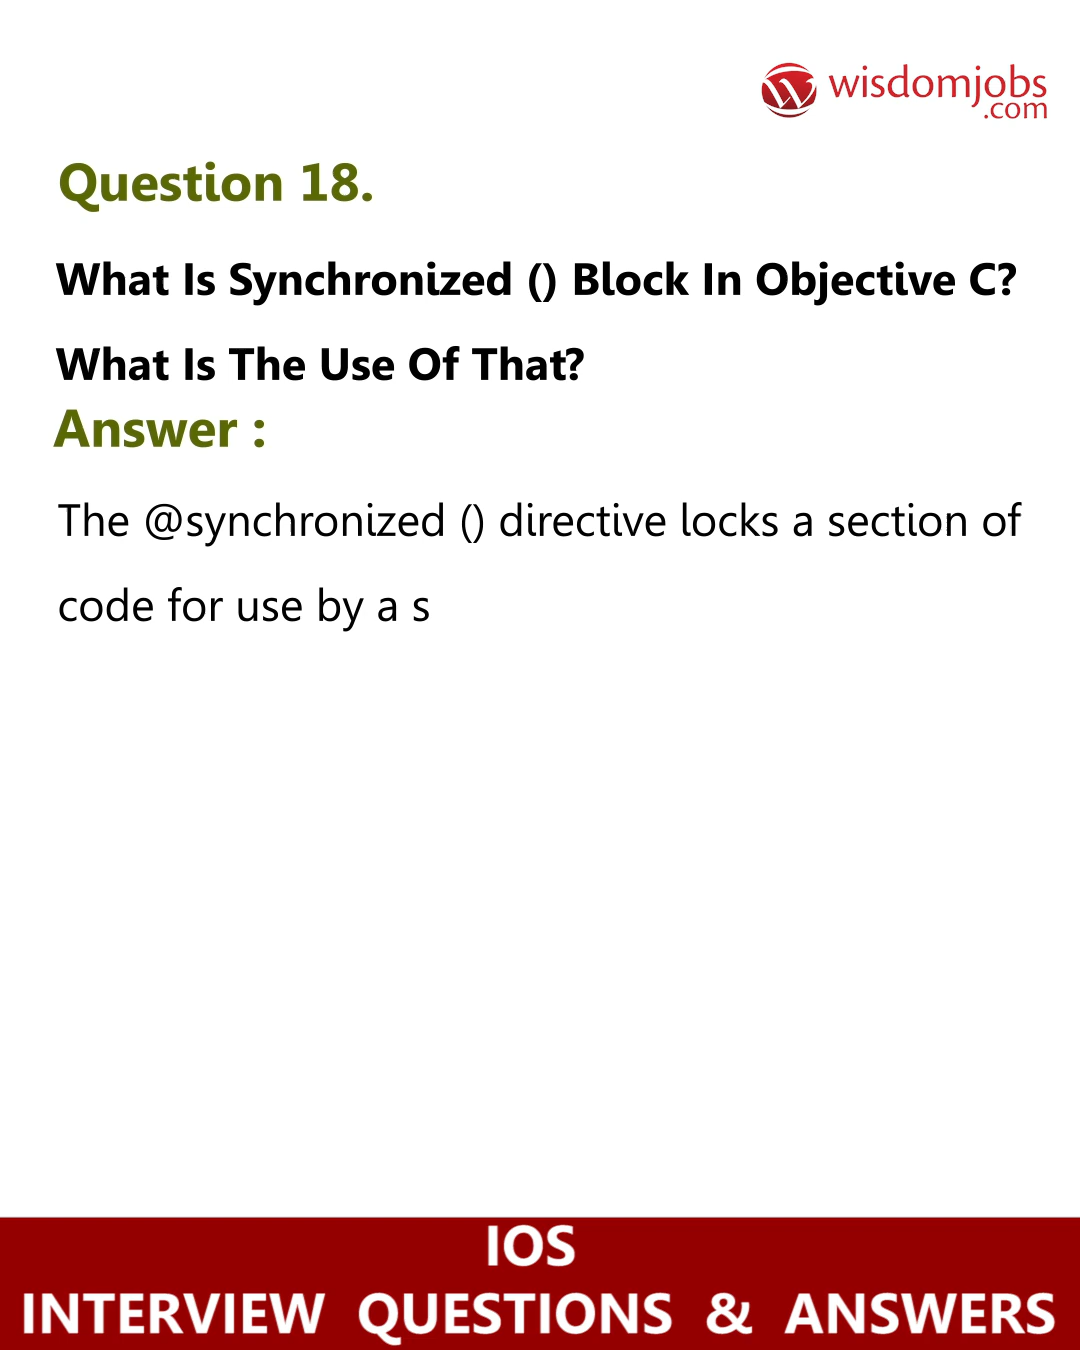 wisdomjobs
.com
Question 18.
What Is Synchronized () Block In Objective C?
What Is The Use Of That?
Answer :
The @synchronized () directive locks a section of
code for use by a s
IOS
INTERVIEW QUESTIONS & ANSWERS